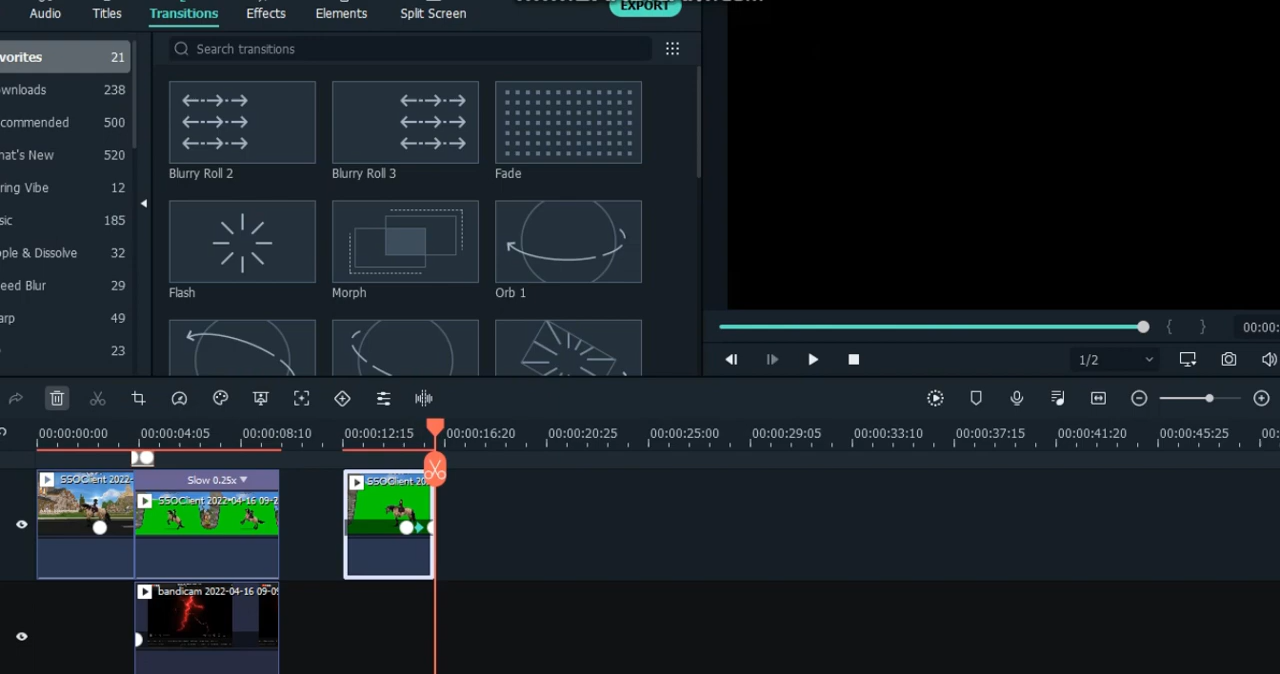 EXPORT
Audio Titles Transitions Effects Elements Split Screen
vorites 21
Search transitions
wnloads 238
commended 500
hat's New 520
ring Vibe 12
sic 185
ple & Dissolve 32
eed Blur 29
arp 49
23
Blurry Roll 2 Blurry Roll 3 Fade
Flash Morph Orb 1
{ } 00:00:
1/2
00:00:00:00 00:00:04:05 00:00:08:10 00:00:12:15 00:00:16:20 00:00:20:25 00:00:25:00 00:00:29:05 00:00:33:10 00:00:37:15 00:00:41:20 00:00:45:25 00:
SSOClient 2022- Slow 0.25x SSOClient 20
SSOClient 2022-04-16 09-2
bandicam 2022-04-16 09-0